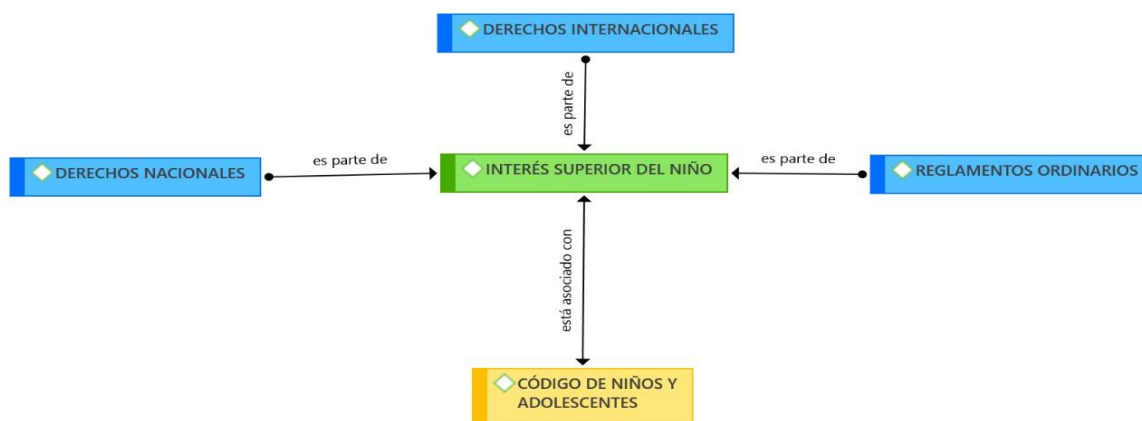 DERECHOS INTERNACIONALES
es parte de
es parte de
es parte de
DERECHOS NACIONALES
INTERÉS SUPERIOR DEL NIÑO
REGLAMENTOS ORDINARIOS
está asociado con
CÓDIGO DE NIÑOS Y
ADOLESCENTES